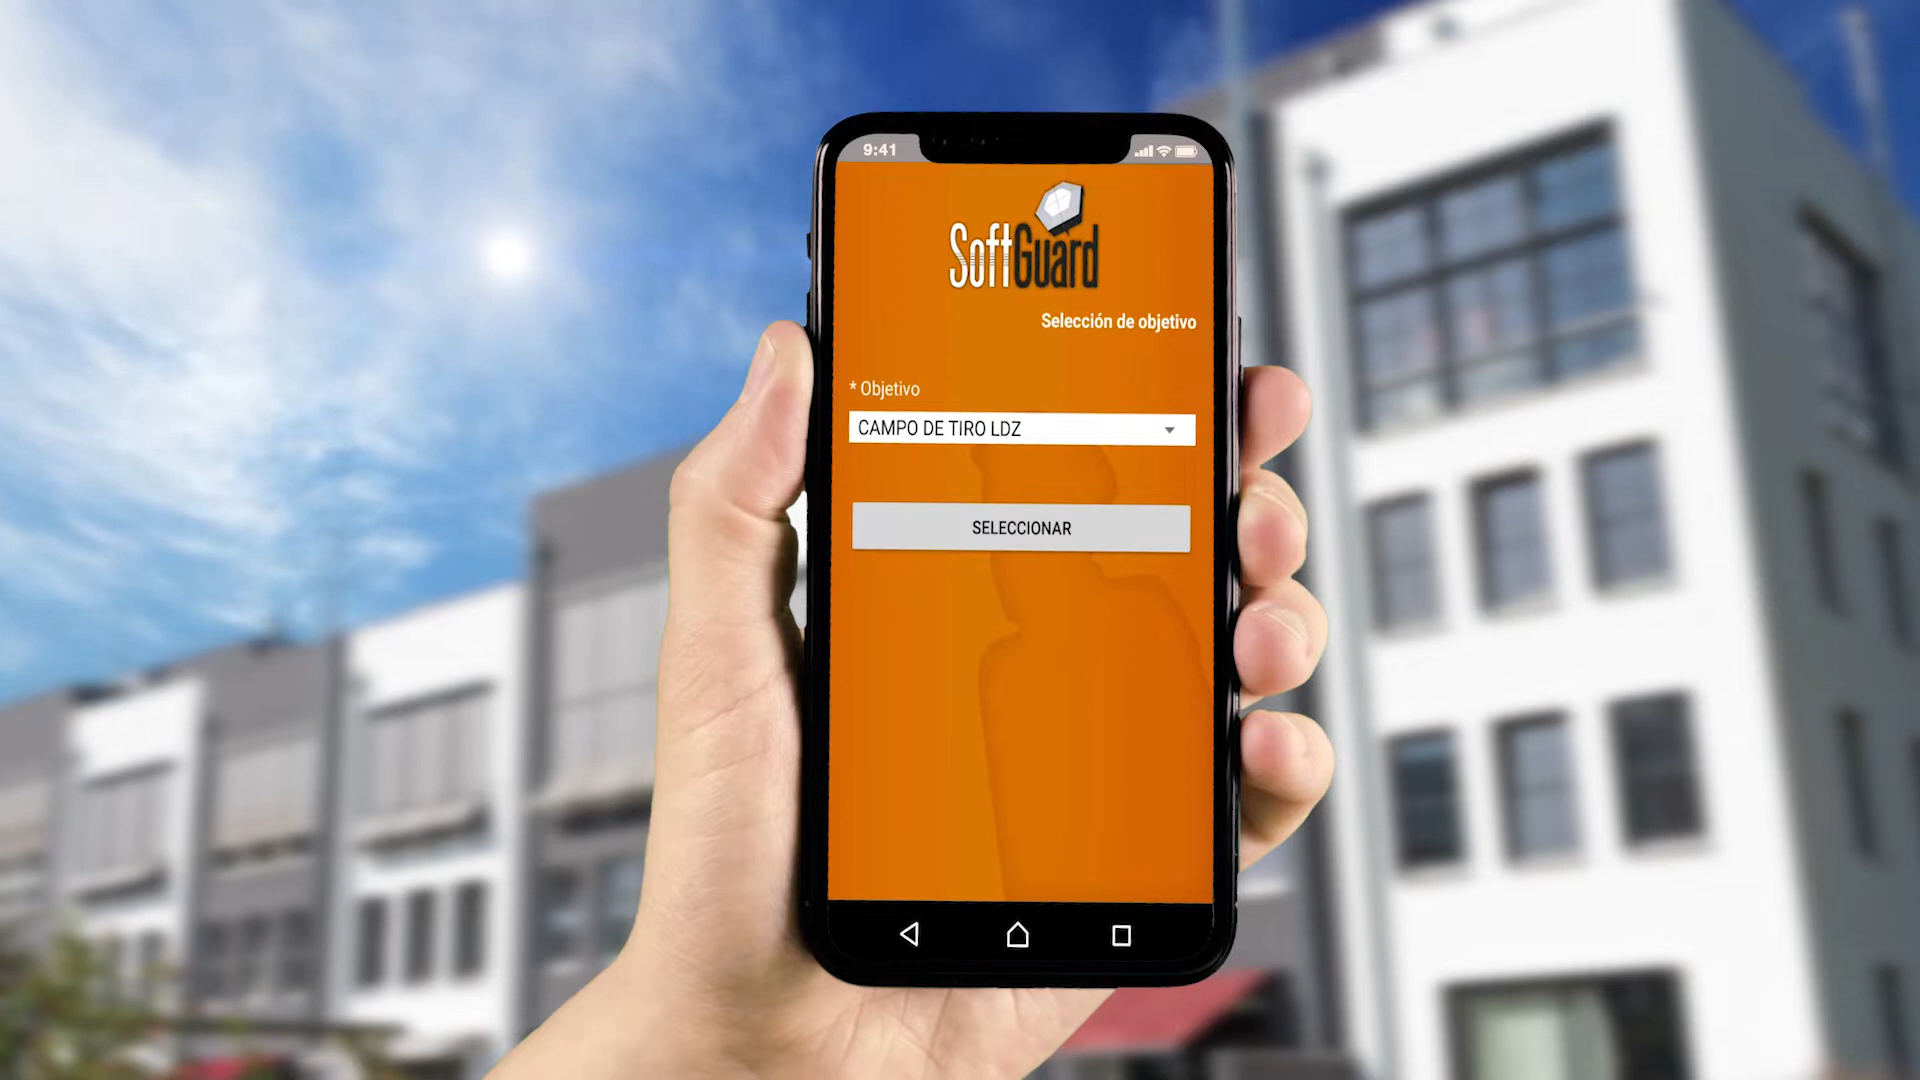 9:41
SoftGuard
Selección de objetivo
* Objetivo
CAMPO DE TIRO LDZ
SELECCIONAR